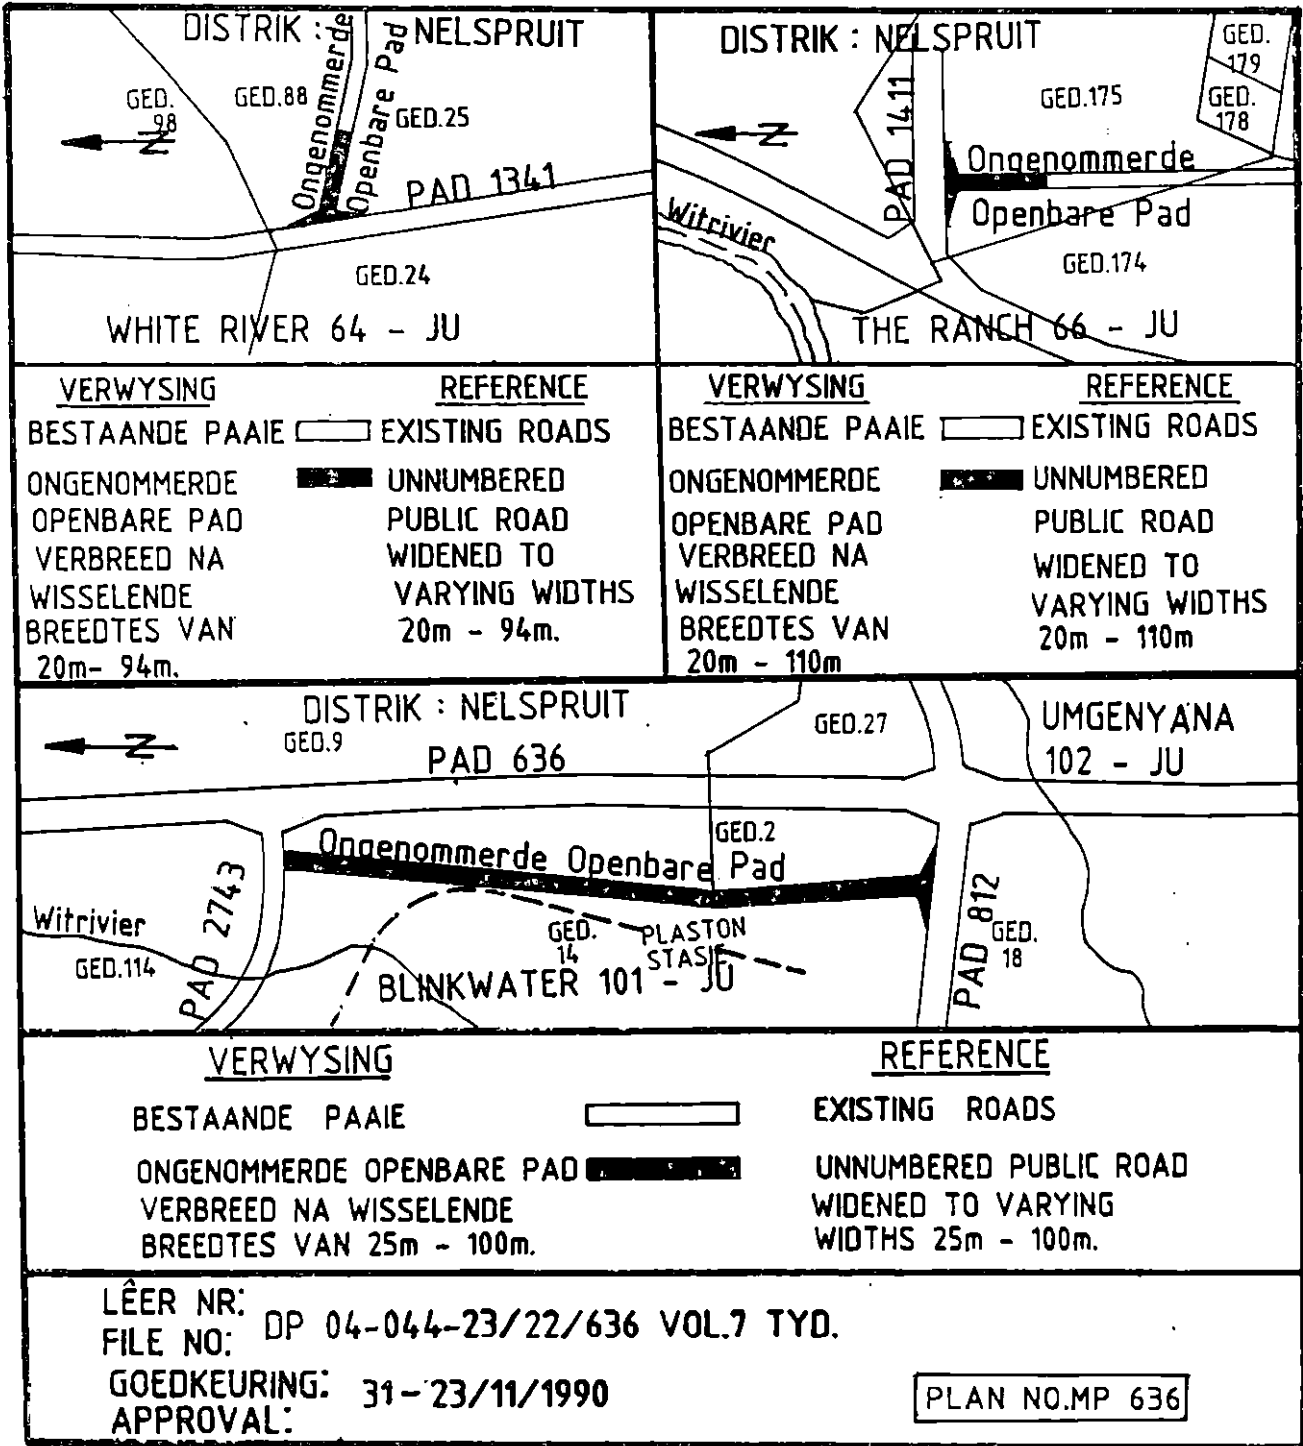 DISTRIK : NELSPRUIT
GED. 98
GED.88
Ongenommerde
Openbare Pad
GED.25
N
PAD 1341
GED.24
WHITE RIVER 64 - JU
DISTRIK : NELSPRUIT
GED. 179
GED. 178
GED.175
N
PAD 1411
Ongenommerde
Openbare Pad
Witrivier
GED.174
THE RANCH 66 - JU
VERWYSING REFERENCE
BESTAANDE PAAIE EXISTING ROADS
ONGENOMMERDE UNNUMBERED
OPENBARE PAD PUBLIC ROAD
VERBREED NA WIDENED TO
WISSELENDE VARYING WIDTHS
BREEDTES VAN 20m - 94m.
20m- 94m.
VERWYSING REFERENCE
BESTAANDE PAAIE EXISTING ROADS
ONGENOMMERDE UNNUMBERED
OPENBARE PAD PUBLIC ROAD
VERBREED NA WIDENED TO
WISSELENDE VARYING WIDTHS
BREEDTES VAN 20m - 110m
20m - 110m
DISTRIK : NELSPRUIT
N
GED.9
PAD 636
GED.27
UMGENYANA
102 - JU
GED.2
Ongenommerde Openbare Pad
PAD 2743
Witrivier
GED.114
GED.
14
PLASTON
STASIE
BLINKWATER 101 - JU
PAD 812
GED.
18
VERWYSING REFERENCE
BESTAANDE PAAIE EXISTING ROADS
ONGENOMMERDE OPENBARE PAD UNNUMBERED PUBLIC ROAD
VERBREED NA WISSELENDE WIDENED TO VARYING
BREEDTES VAN 25m - 100m. WIDTHS 25m - 100m.
LÊER NR:
FILE NO: DP 04-044-23/22/636 VOL.7 TYD.
GOEDKEURING: 31-23/11/1990
APPROVAL:
PLAN NO.MP 636